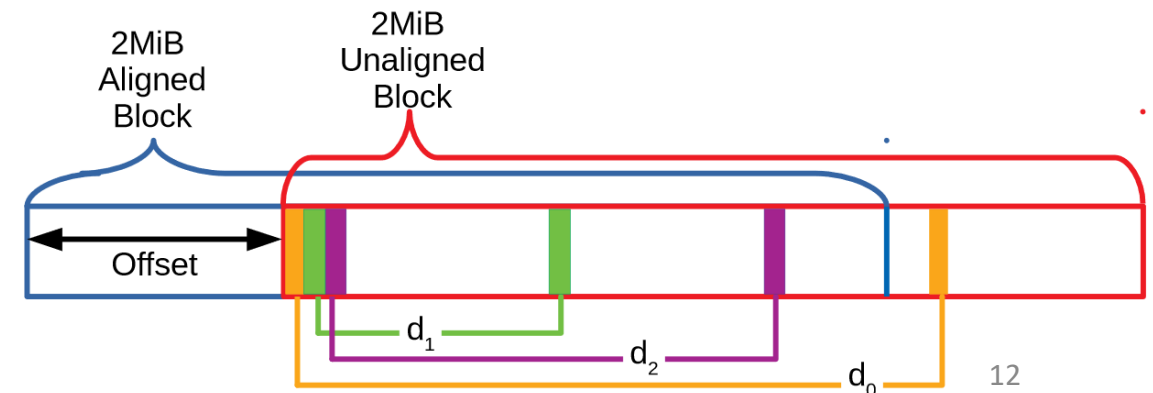 2MiB
Aligned
Block
2MiB
Unaligned
Block
Offset
d1
d2
d0
12